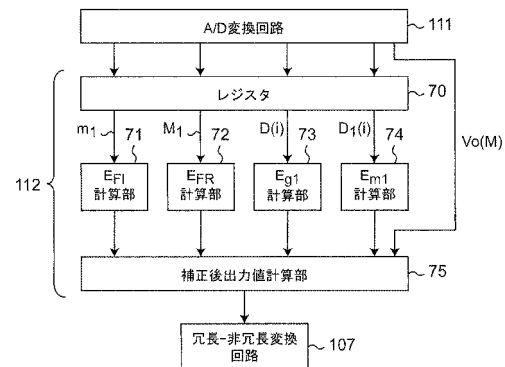 A/D変換回路
111
レジスタ
70
m1
71
M1
72
D(i)
73
D1(i)
74
Vo(M)
112
EFI
計算部
EFR
計算部
Eg1
計算部
Em1
計算部
補正後出力値計算部
75
冗長-非冗長変換
回路
107